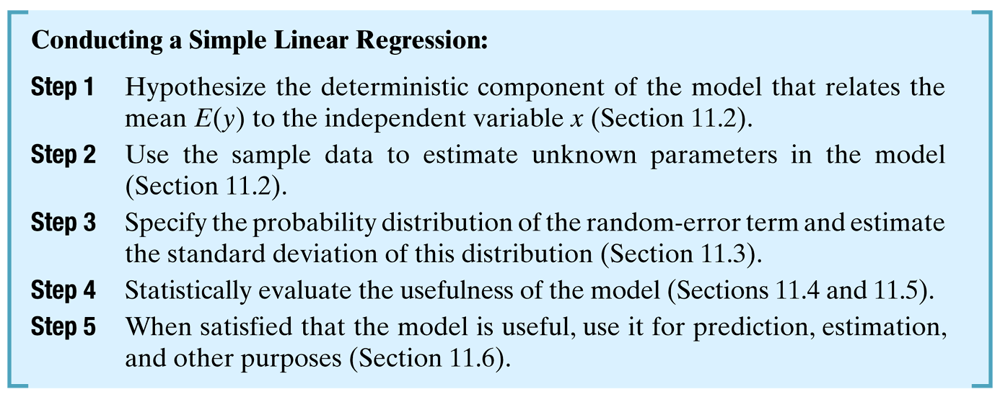 Conducting a Simple Linear Regression:
Step 1 Hypothesize the deterministic component of the model that relates the
mean E(y) to the independent variable x (Section 11.2).
Step 2 Use the sample data to estimate unknown parameters in the model
(Section 11.2).
Step 3 Specify the probability distribution of the random-error term and estimate
the standard deviation of this distribution (Section 11.3).
Step 4 Statistically evaluate the usefulness of the model (Sections 11.4 and 11.5).
Step 5 When satisfied that the model is useful, use it for prediction, estimation,
and other purposes (Section 11.6).